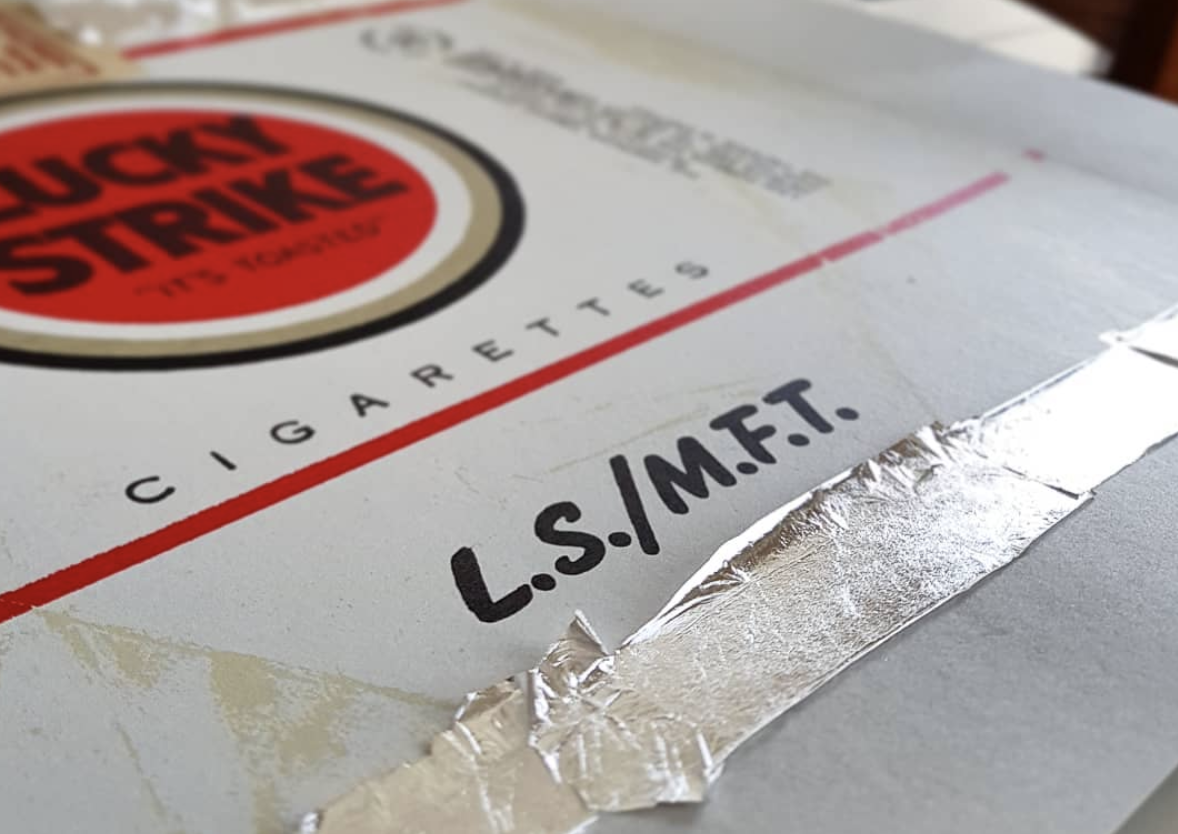 LUCKY
STRIKE
"IT'S TOASTED"
CIGARETTES
L.S./M.F.T.